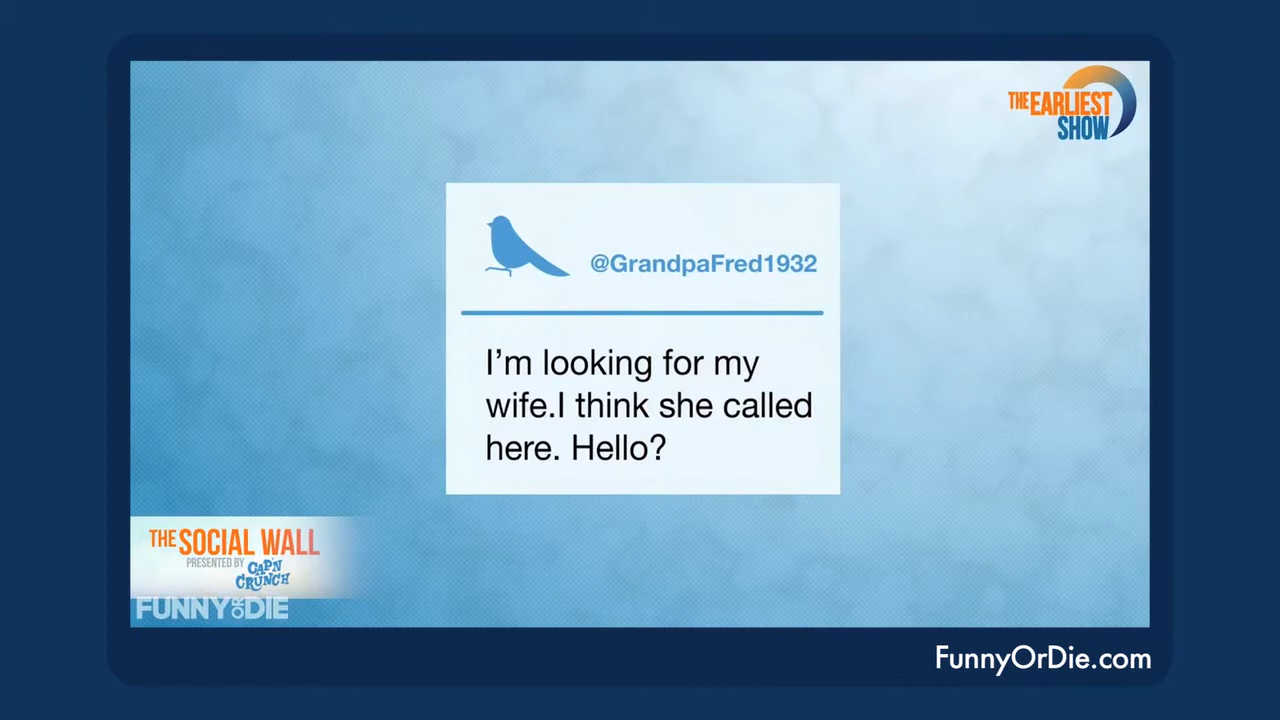 THE EARLIEST
SHOW
@GrandpaFred1932
I'm looking for my
wife.I think she called
here. Hello?
THE SOCIAL WALL
PRESENTED BY CAP'N
CRUNCH
FUNNY OR DIE
FunnyOrDie.com